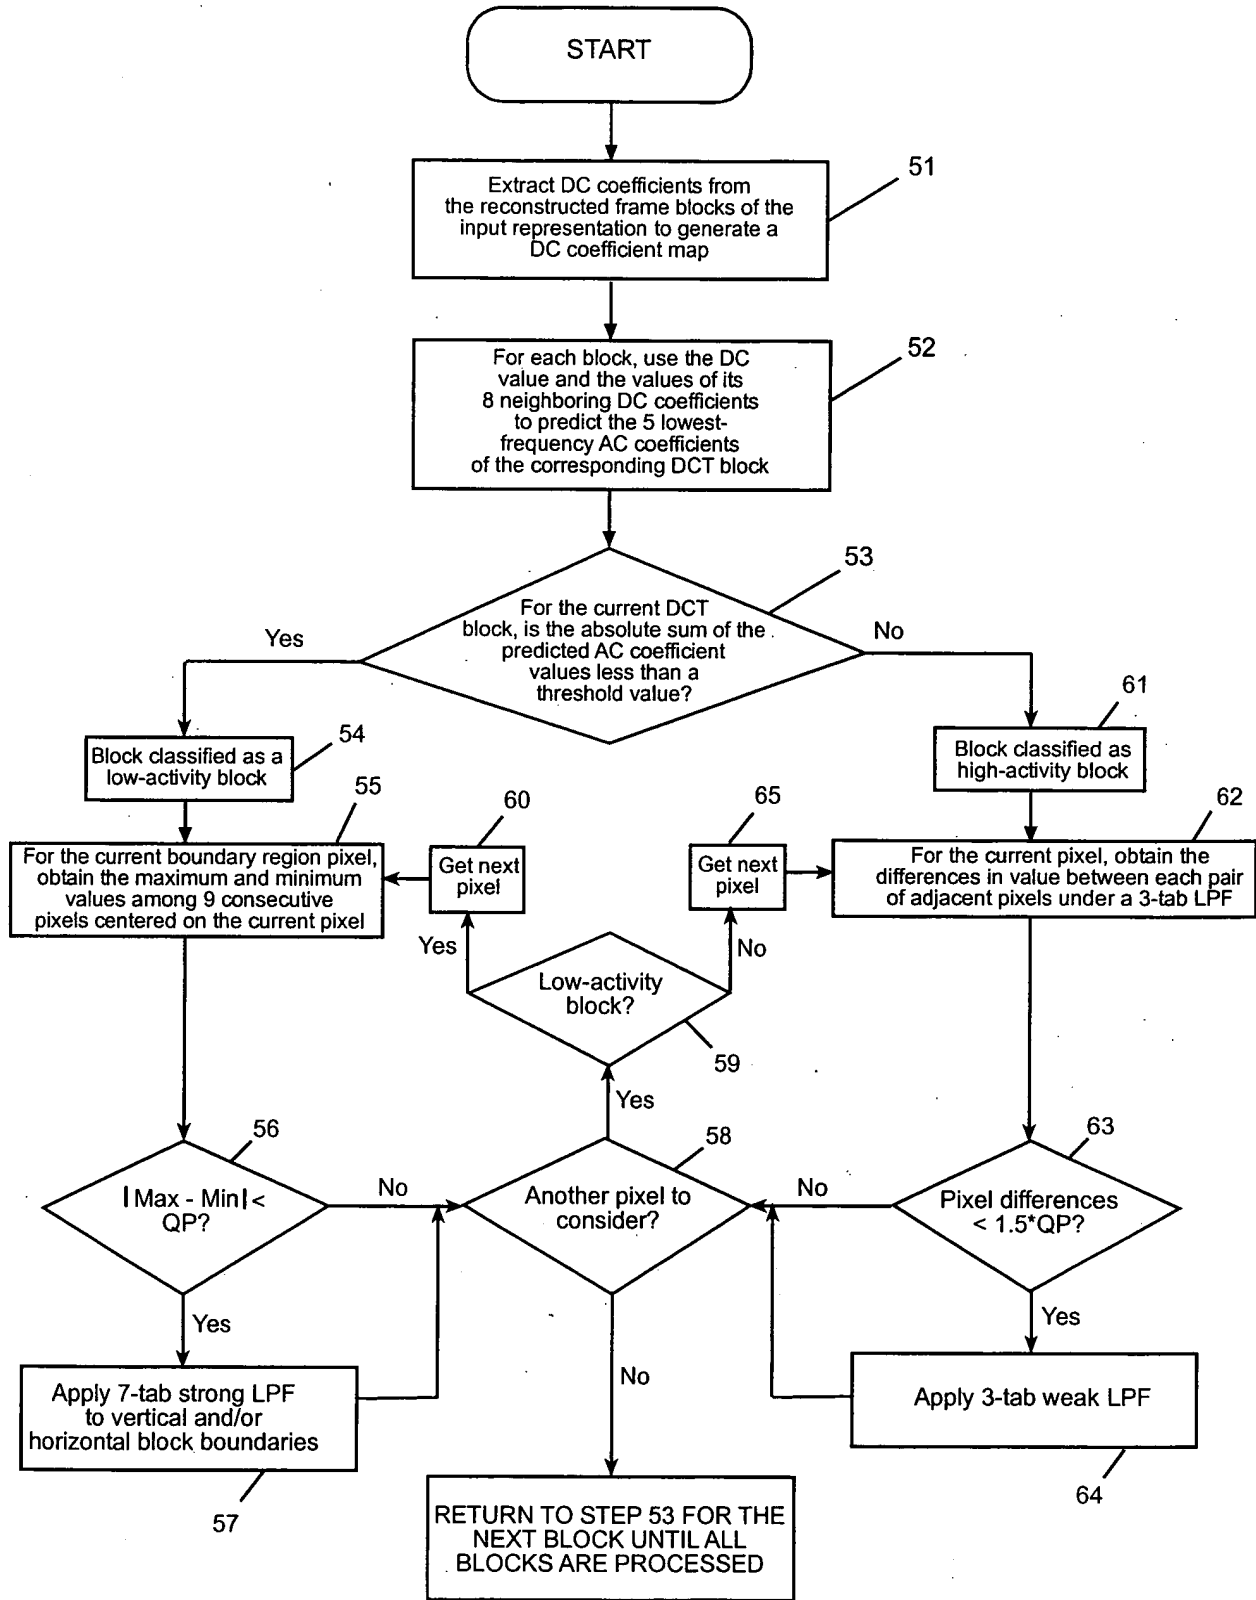 START
Extract DC coefficients from
the reconstructed frame blocks of the
input representation to generate a
DC coefficient map
51
For each block, use the DC
value and the values of its
8 neighboring DC coefficients
to predict the 5 lowest-
frequency AC coefficients
of the corresponding DCT block
52
53
For the current DCT
block, is the absolute sum of the
predicted AC coefficient
values less than a
threshold value?
Yes
No
54
Block classified as a
low-activity block
61
Block classified as
high-activity block
55
For the current boundary region pixel,
obtain the maximum and minimum
values among 9 consecutive
pixels centered on the current pixel
60
Get next
pixel
65
Get next
pixel
62
For the current pixel, obtain the
differences in value between each pair
of adjacent pixels under a 3-tab LPF
Yes
No
Low-activity
block?
59
Yes
56
|Max - Min| <
QP?
No
58
Another pixel to
consider?
No
63
Pixel differences
< 1.5*QP?
Yes
Yes
Apply 7-tab strong LPF
to vertical and/or
horizontal block boundaries
57
No
Apply 3-tab weak LPF
64
RETURN TO STEP 53 FOR THE
NEXT BLOCK UNTIL ALL
BLOCKS ARE PROCESSED